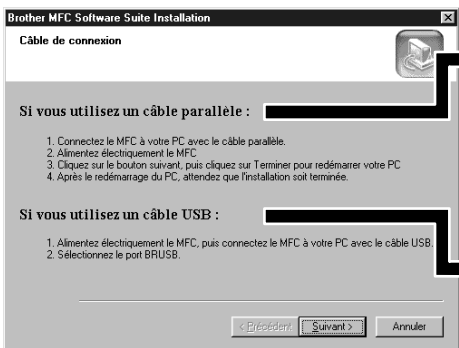 Brother MFC Software Suite Installation
Câble de connexion
Si vous utilisez un câble parallèle :
1. Connectez le MFC à votre PC avec le câble parallèle.
2. Alimentez électriquement le MFC
3. Cliquez sur le bouton suivant, puis cliquez sur Terminer pour redémarrer votre PC
4. Après le redémarrage du PC, attendez que l'installation soit terminée.
Si vous utilisez un câble USB :
1. Alimentez électriquement le MFC, puis connectez le MFC à votre PC avec le câble USB.
2. Sélectionnez le port BRUSB.
< Précédent Suivant > Annuler